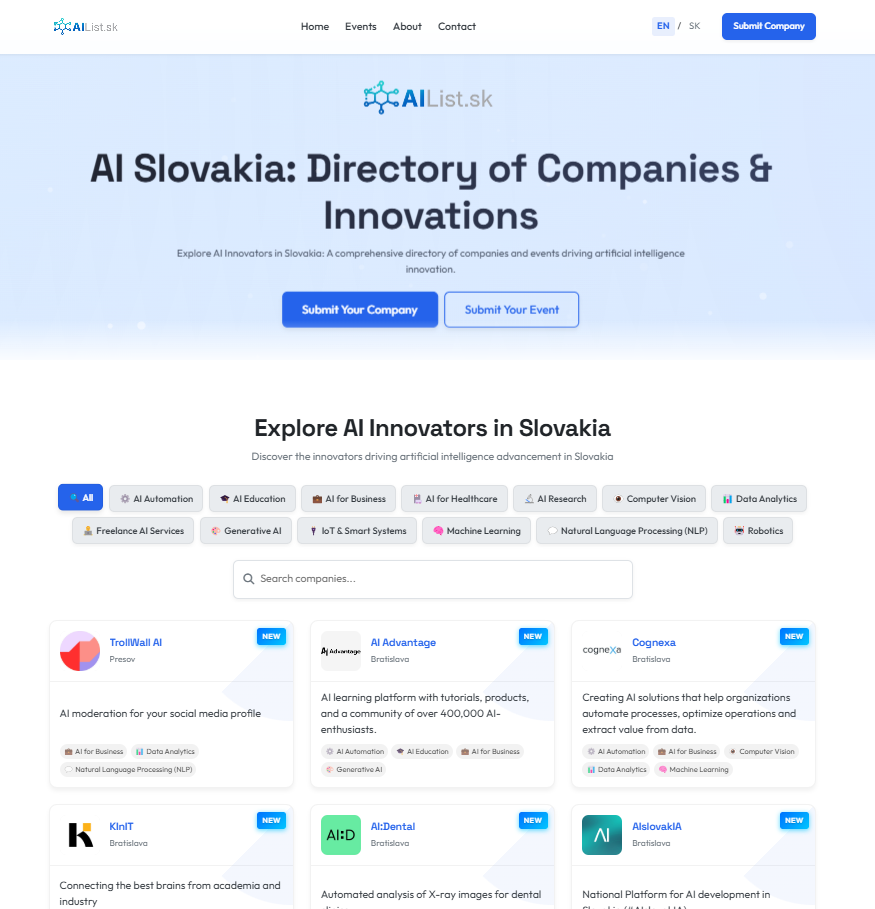 AIList.sk
Home Events About Contact
EN / SK
Submit Company
AIList.sk
AI Slovakia: Directory of Companies &
Innovations
Explore AI Innovators in Slovakia: A comprehensive directory of companies and events driving artificial intelligence
innovation.
Submit Your Company Submit Your Event
Explore AI Innovators in Slovakia
Discover the innovators driving artificial intelligence advancement in Slovakia
All AI Automation AI Education AI for Business AI for Healthcare AI Research Computer Vision Data Analytics
Freelance AI Services Generative AI IoT & Smart Systems Machine Learning Natural Language Processing (NLP) Robotics
Search companies...
TrollWall AI
Presov
NEW
AI moderation for your social media profile
AI for Business Data Analytics
Natural Language Processing (NLP)
AI Advantage
AI Advantage
Bratislava
NEW
AI learning platform with tutorials, products,
and a community of over 400,000 AI-
enthusiasts.
AI Automation AI Education AI for Business
Generative AI
cogneXa
Cognexa
Bratislava
NEW
Creating AI solutions that help organizations
automate processes, optimize operations and
extract value from data.
AI Automation AI for Business Computer Vision
Data Analytics Machine Learning
KInIT
Bratislava
NEW
Connecting the best brains from academia and
industry
AI:D
AI:Dental
Bratislava
NEW
Automated analysis of X-ray images for dental
AI
AIslovakIA
Bratislava
NEW
National Platform for AI development in